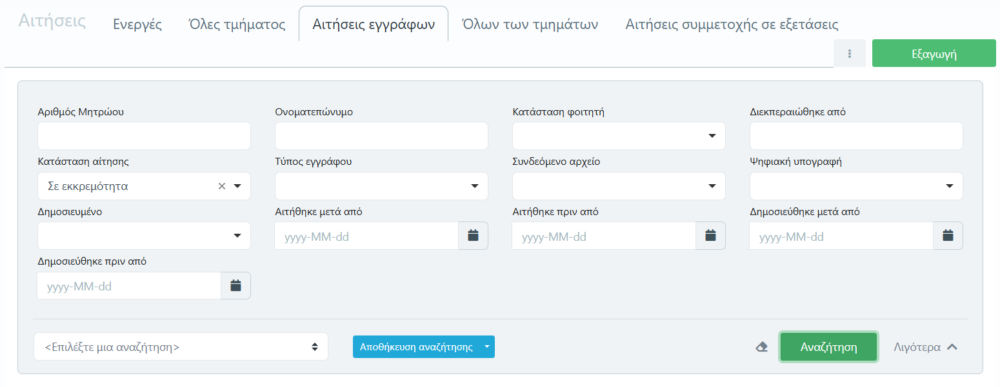 Αιτήσεις Ενεργές Όλες τμήματος Αιτήσεις εγγράφων Όλων των τμημάτων Αιτήσεις συμμετοχής σε εξετάσεις
Εξαγωγή
Αριθμός Μητρώου Ονοματεπώνυμο Κατάσταση φοιτητή Διεκπεραιώθηκε από
Κατάσταση αίτησης Τύπος εγγράφου Συνδεόμενο αρχείο Ψηφιακή υπογραφή
Σε εκκρεμότητα
Δημοσιευμένο Αιτήθηκε μετά από Αιτήθηκε πριν από Δημοσιεύθηκε μετά από
yyyy-MM-dd yyyy-MM-dd yyyy-MM-dd
Δημοσιεύθηκε πριν από
yyyy-MM-dd
<Επιλέξτε μια αναζήτηση> Αποθήκευση αναζήτησης Αναζήτηση Λιγότερα